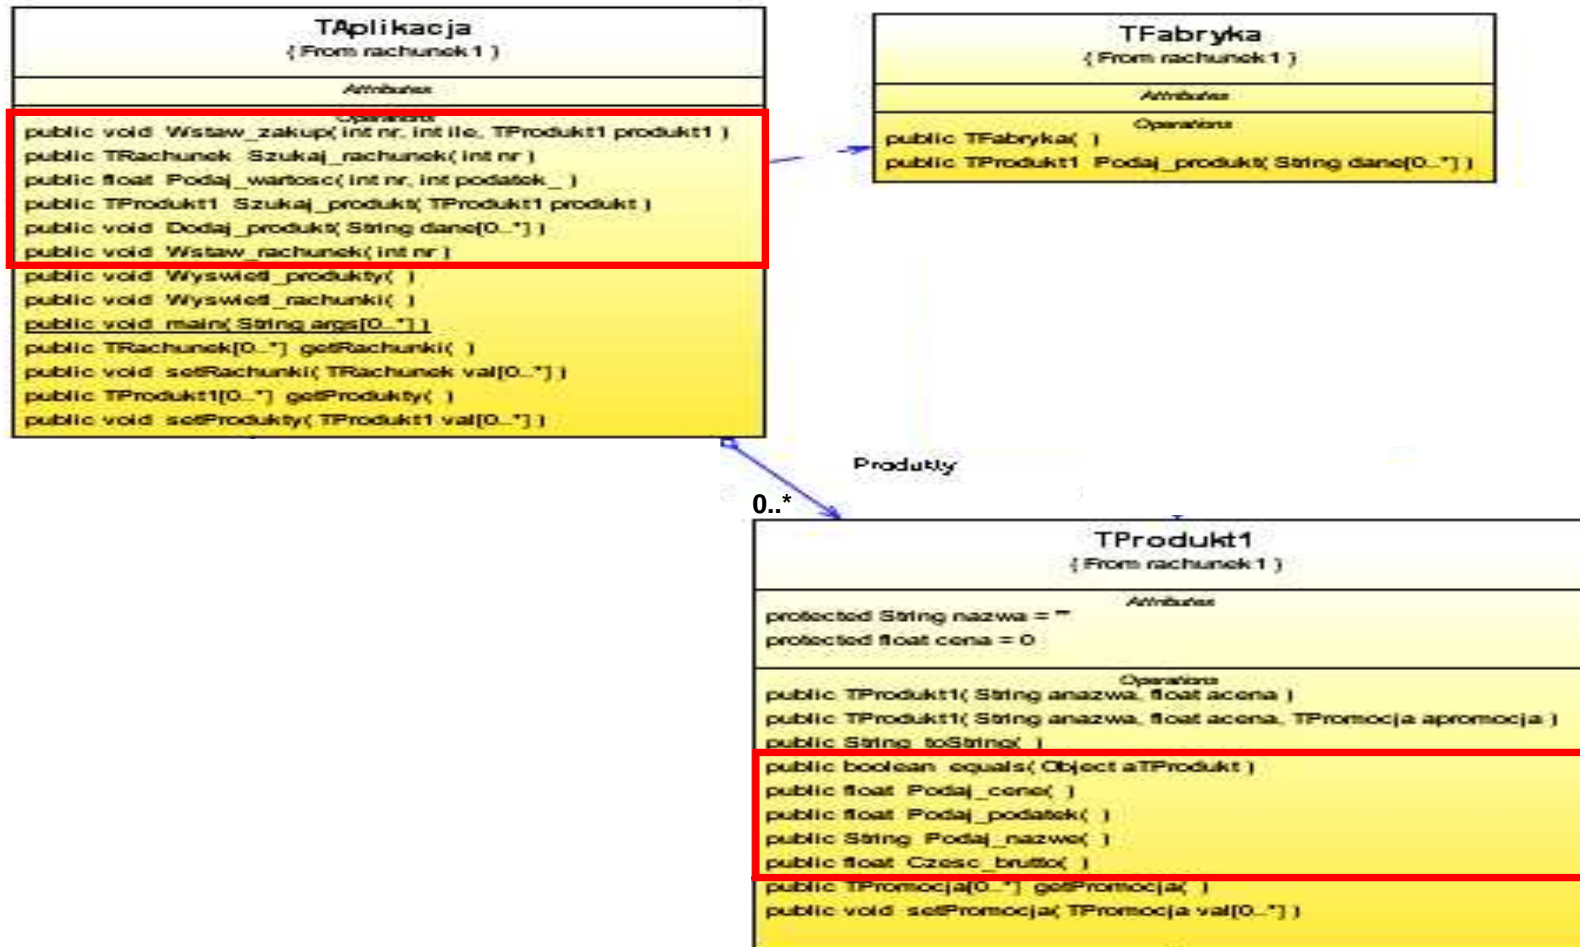 TAplikacja
{ From rachunek1 }
Attributes
Operations
public void Wstaw_zakup( int nr, int ile, TProdukt1 produkt1 )
public TRachunek Szukaj_rachunek( int nr )
public float Podaj_wartosc( int nr, int podatek_ )
public TProdukt1 Szukaj_produkt( TProdukt1 produkt )
public void Dodaj_produkt( String dane[0..*] )
public void Wstaw_rachunek( int nr )
public void Wyswietl_produkty( )
public void Wyswietl_rachunki( )
public void main( String args[0..*] )
public TRachunek[0..*] getRachunki( )
public void setRachunki( TRachunek val[0..*] )
public TProdukt1[0..*] getProdukty( )
public void setProdukty( TProdukt1 val[0..*] )
TFabryka
{ From rachunek1 }
Attributes
Operations
public TFabryka( )
public TProdukt1 Podaj_produkt( String dane[0..*] )
Produkty
0..*
TProdukt1
{ From rachunek1 }
Attributes
protected String nazwa = ""
protected float cena = 0
Operations
public TProdukt1( String anazwa, float acena )
public TProdukt1( String anazwa, float acena, TPromocja apromocja )
public String toString( )
public boolean equals( Object aTProdukt )
public float Podaj_cene( )
public float Podaj_podatek( )
public String Podaj_nazwe( )
public float Czesc_brutto( )
public TPromocja[0..*] getPromocja( )
public void setPromocja( TPromocja val[0..*] )